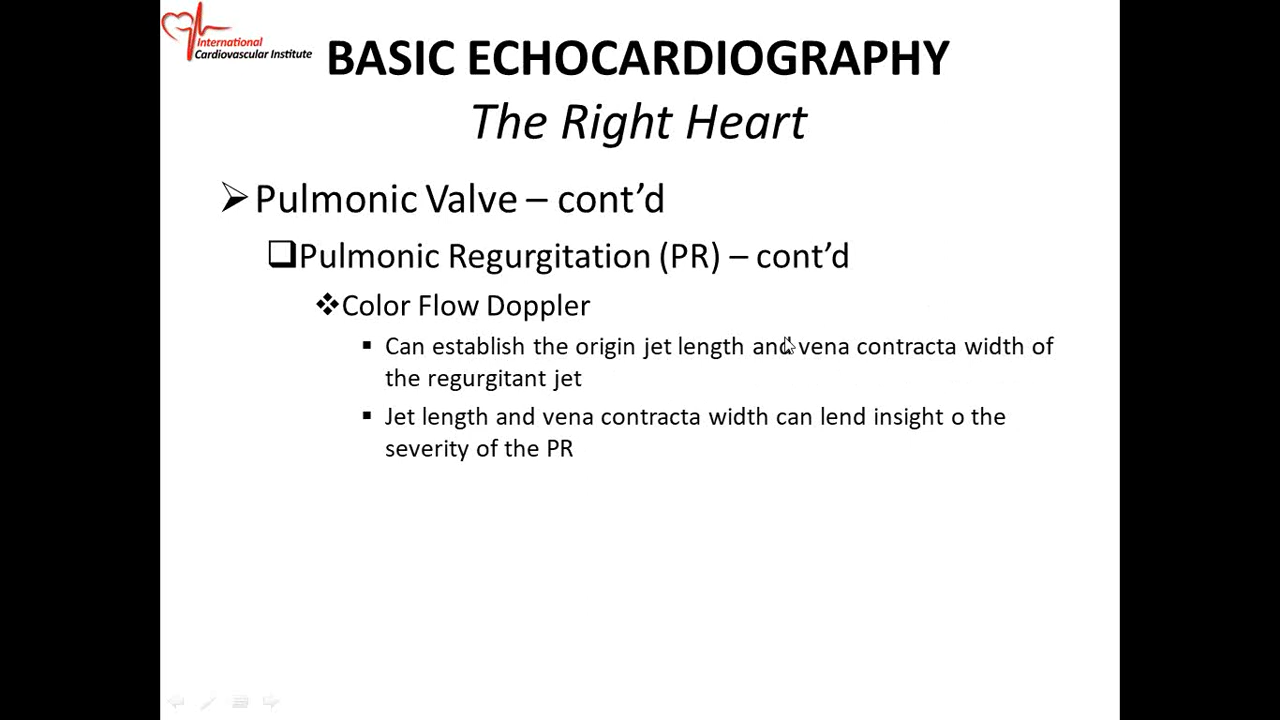 International
Cardiovascular Institute
BASIC ECHOCARDIOGRAPHY
The Right Heart
Pulmonic Valve – cont’d
Pulmonic Regurgitation (PR) – cont’d
Color Flow Doppler
Can establish the origin jet length and vena contracta width of
the regurgitant jet
Jet length and vena contracta width can lend insight o the
severity of the PR